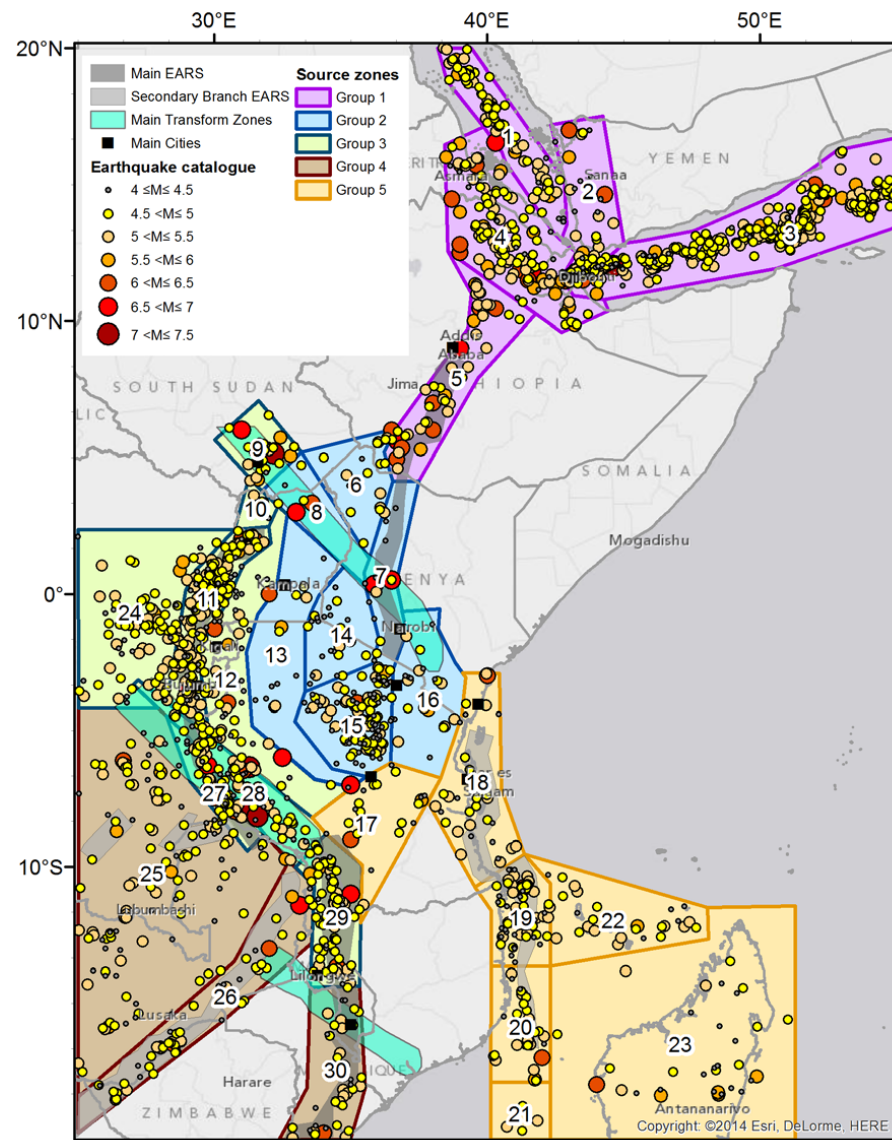 30°E
40°E
50°E
20°N
10°N
0°
10°S
Main EARS
Secondary Branch EARS
Main Transform Zones
Main Cities
Earthquake catalogue
4 ≤M≤ 4.5
4.5 <M≤ 5
5 <M≤ 5.5
5.5 <M≤ 6
6 <M≤ 6.5
6.5 <M≤ 7
7 <M≤ 7.5
Source zones
Group 1
Group 2
Group 3
Group 4
Group 5
1
YEMEN
Asmara
Sanaa
2
3
4
Djibouti
Addis
Ababa
SOUTH SUDAN
Jima
5
HIOPIA
LIC
SOMALIA
9
6
10
8
Mogadishu
7
ENYA
Kampala
11
24
Nairobi
14
13
12
16
15
18
27
28
17
25
Lubumbashi
29
19
22
Lilongwe
26
Lusaka
20
23
30
IQUE
Harare
ZIMBABWE
21
Antananarivo
Copyright: ©2014 Esri, DeLorme, HERE